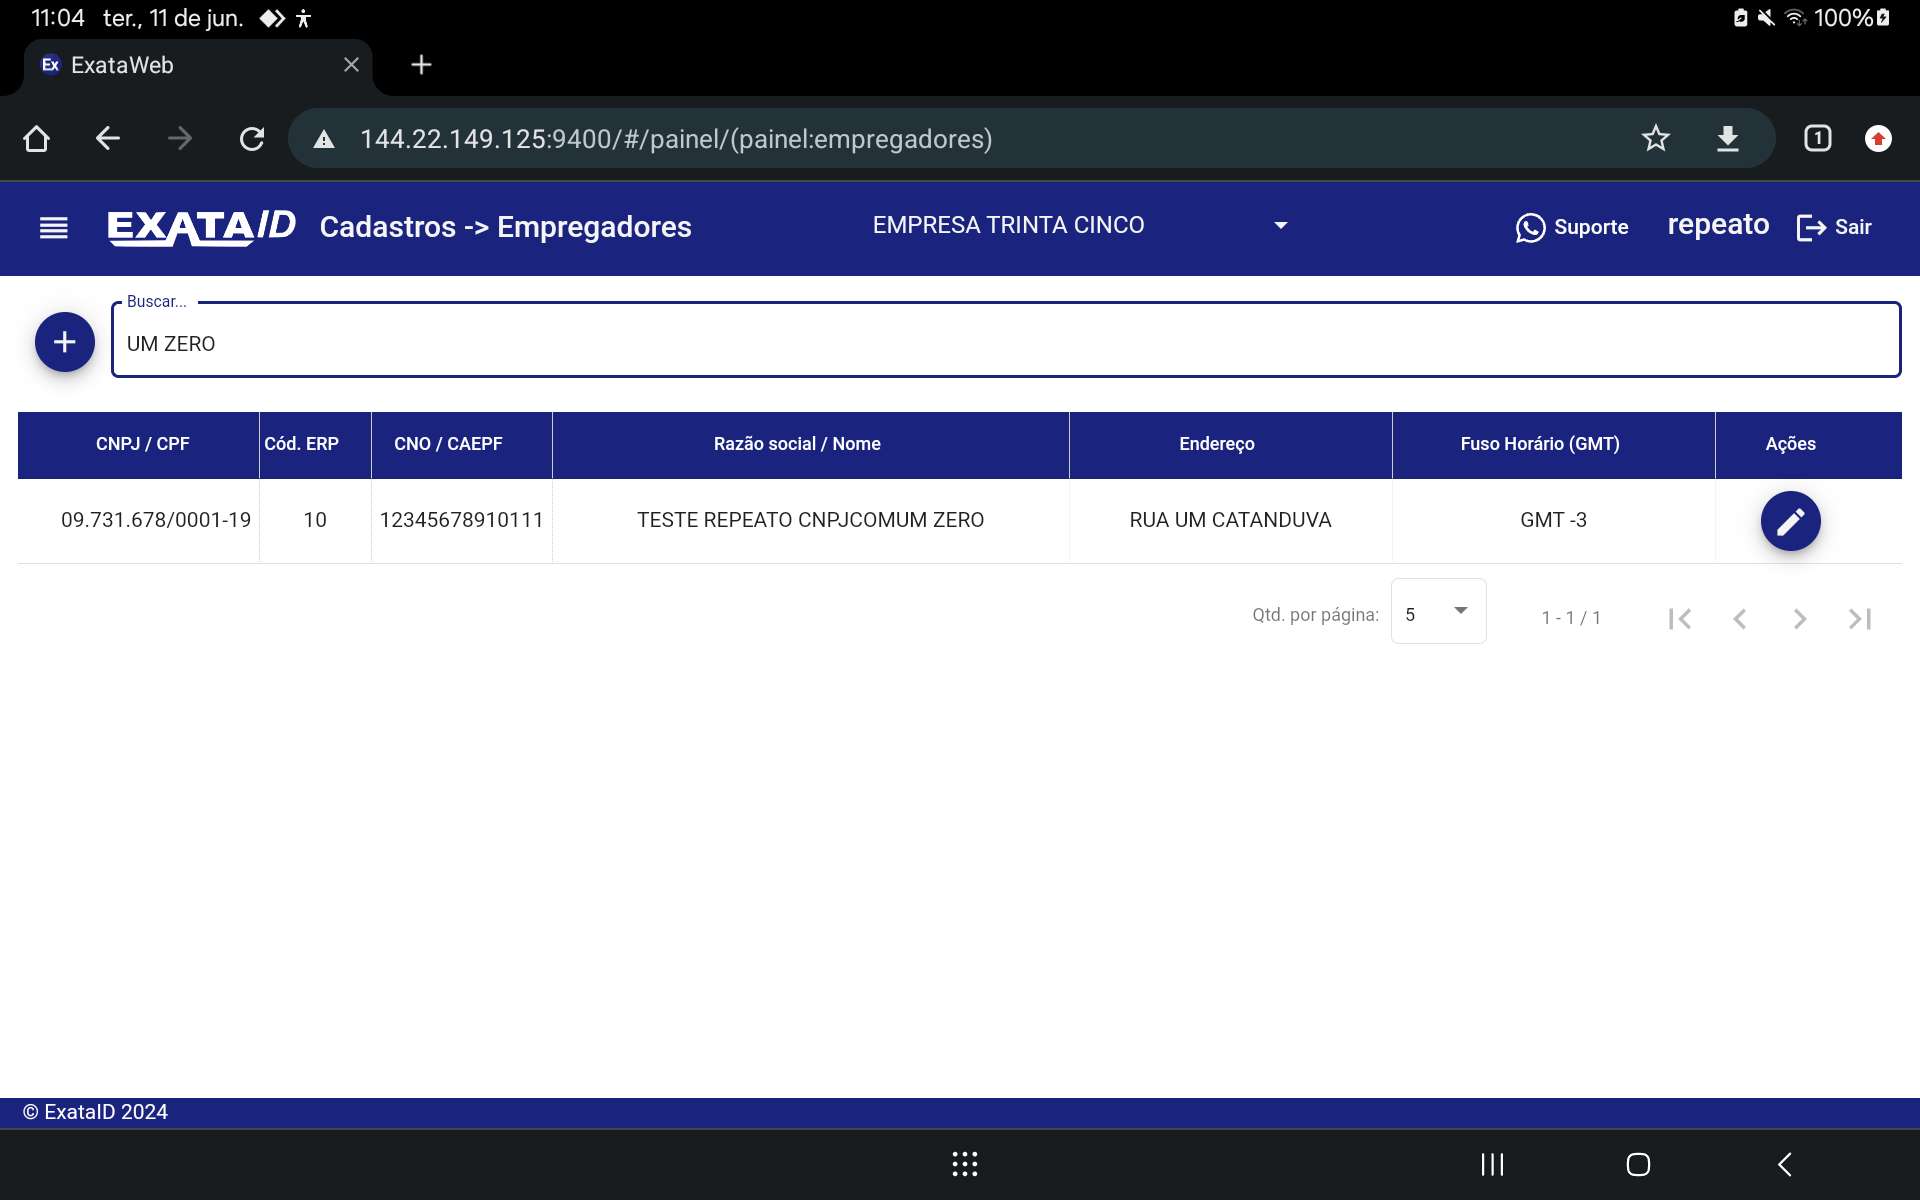 11:04 ter., 11 de jun. 100%
Ex ExataWeb
144.22.149.125:9400/#/painel/(painel:empregadores) 1
EXATAID Cadastros -> Empregadores EMPRESA TRINTA CINCO Suporte repeato Sair
Buscar...
UM ZERO
CNPJ / CPF Cód. ERP CNO / CAEPF Razão social / Nome Endereço Fuso Horário (GMT) Ações
09.731.678/0001-19 10 12345678910111 TESTE REPEATO CNPJCOMUM ZERO RUA UM CATANDUVA GMT -3
Qtd. por página: 5 1 - 1 / 1
© ExataID 2024